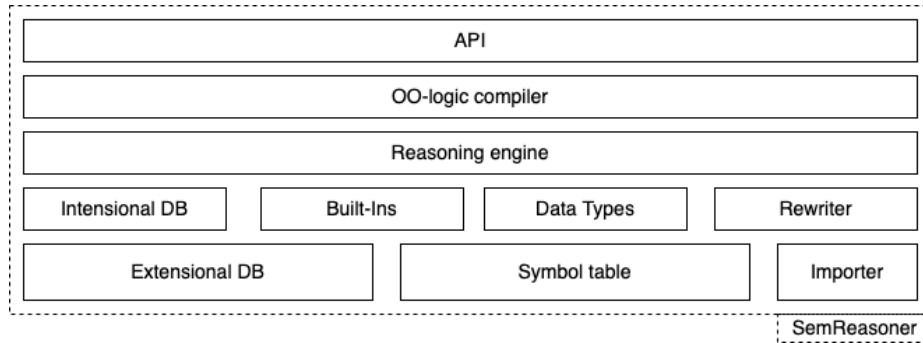 API
OO-logic compiler
Reasoning engine
Intensional DB
Built-Ins
Data Types
Rewriter
Extensional DB
Symbol table
Importer
SemReasoner